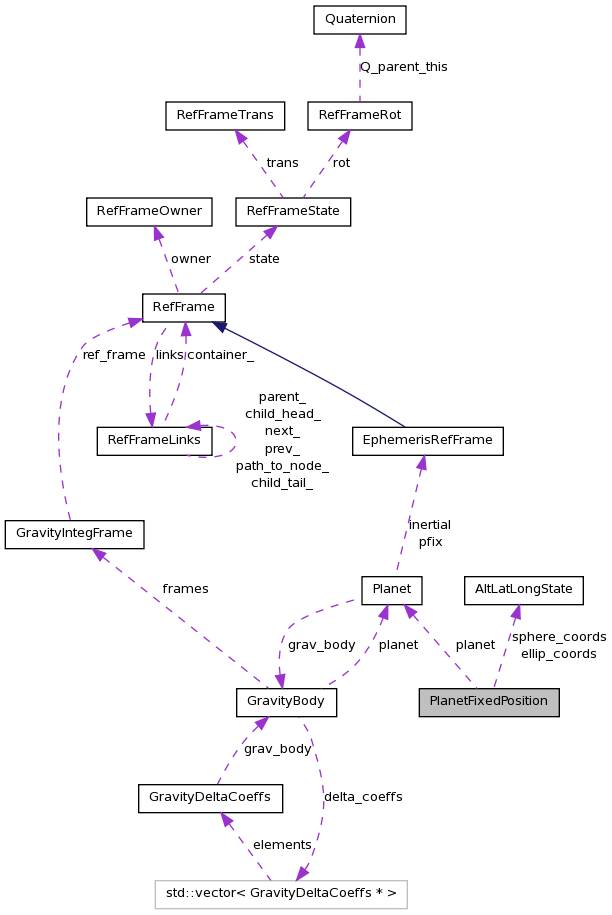 Quaternion
Q_parent_this
RefFrameTrans
RefFrameRot
trans
rot
RefFrameOwner
RefFrameState
owner
state
RefFrame
ref_frame
links
container_
parent_
child_head_
next_
prev_
path_to_node_
child_tail_
RefFrameLinks
EphemerisRefFrame
GravityIntegFrame
inertial
pfix
frames
Planet
AltLatLongState
grav_body
planet
planet
sphere_coords
ellip_coords
GravityBody
PlanetFixedPosition
grav_body
GravityDeltaCoeffs
delta_coeffs
elements
std::vector< GravityDeltaCoeffs * >